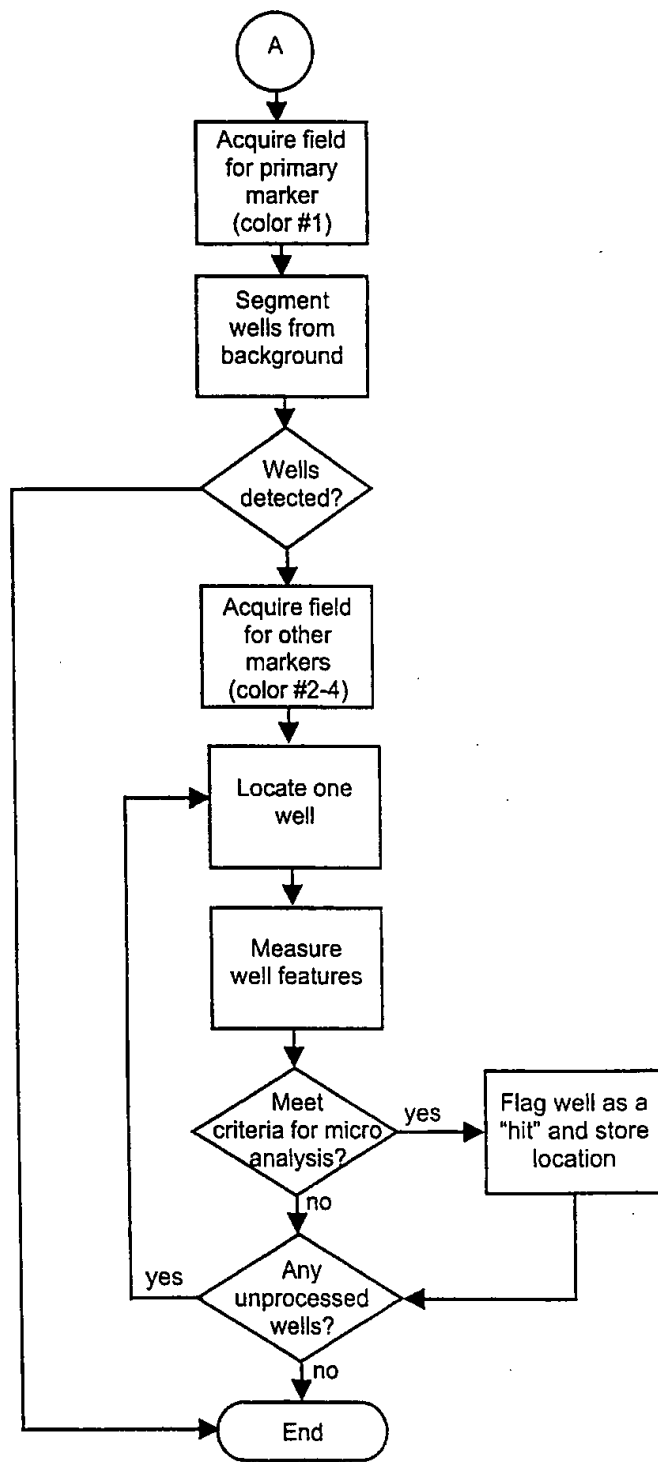 A
Acquire field
for primary
marker
(color #1)
Segment
wells from
background
Wells
detected?
Acquire field
for other
markers
(color #2-4)
Locate one
well
Measure
well features
Meet
criteria for micro
analysis?
yes
Flag well as a
"hit" and store
location
no
yes
Any
unprocessed
wells?
no
End